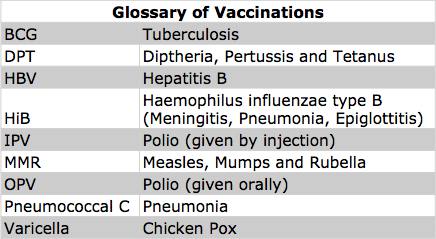 Glossary of Vaccinations
BCG Tuberculosis
DPT Diptheria, Pertussis and Tetanus
HBV Hepatitis B
Haemophilus influenzae type B
HiB (Meningitis, Pneumonia, Epiglottitis)
IPV Polio (given by injection)
MMR Measles, Mumps and Rubella
OPV Polio (given orally)
Pneumococcal C Pneumonia
Varicella Chicken Pox